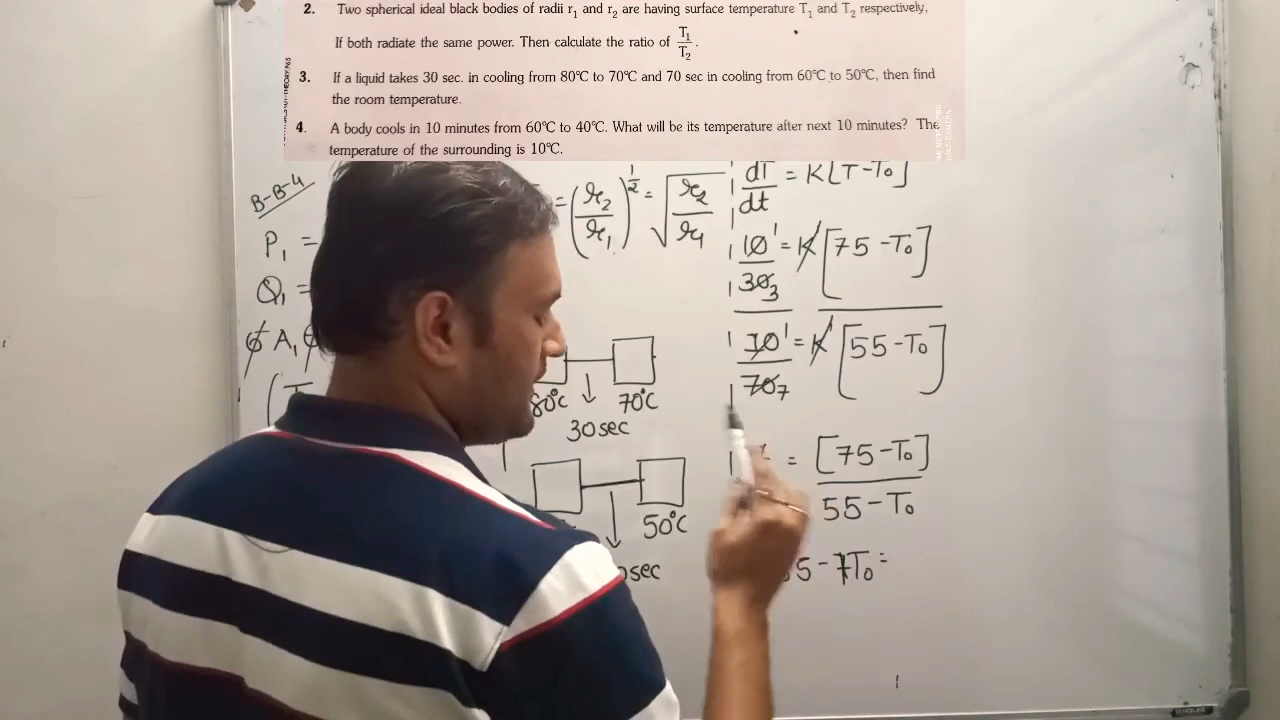 2. Two spherical ideal black bodies of radii r₁ and r₂ are having surface temperature T₁ and T₂ respectively,
If both radiate the same power. Then calculate the ratio of T₁/T₂.
3. If a liquid takes 30 sec. in cooling from 80°C to 70°C and 70 sec in cooling from 60°C to 50°C, then find
the room temperature.
4. A body cools in 10 minutes from 60°C to 40°C. What will be its temperature after next 10 minutes? The
temperature of the surrounding is 10°C.
B-B-4
P₁ =
Q₁ =
A₁
= (r₂/r₁)^1/2 = √(r₂/r₁)
80°C 70°C
30 sec
50°C
sec
dT/dt = K[T-T₀]
10/30 = K[75-T₀]
10/70 = K[55-T₀]
= [75-T₀]/55-T₀
5-7T₀=